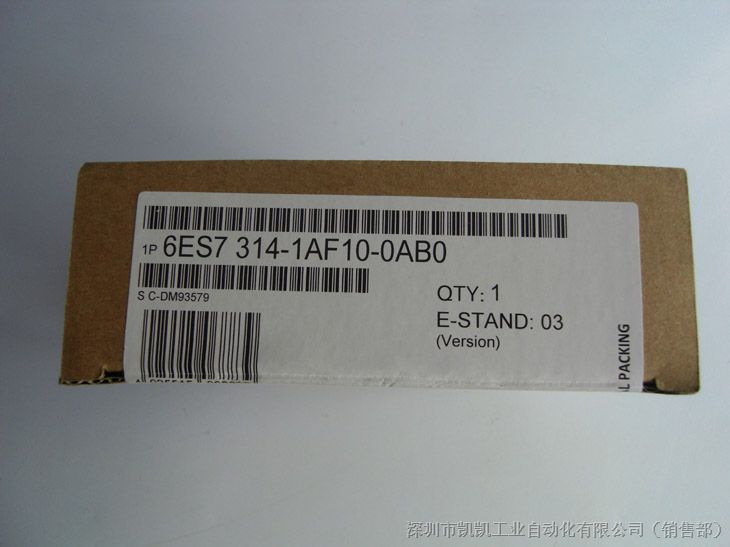 1P 6ES7 314-1AF10-0AB0
S C-DM93579
QTY: 1
E-STAND: 03
(Version)
PACKING
深圳市凯凯工业自动化有限公司（销售部）